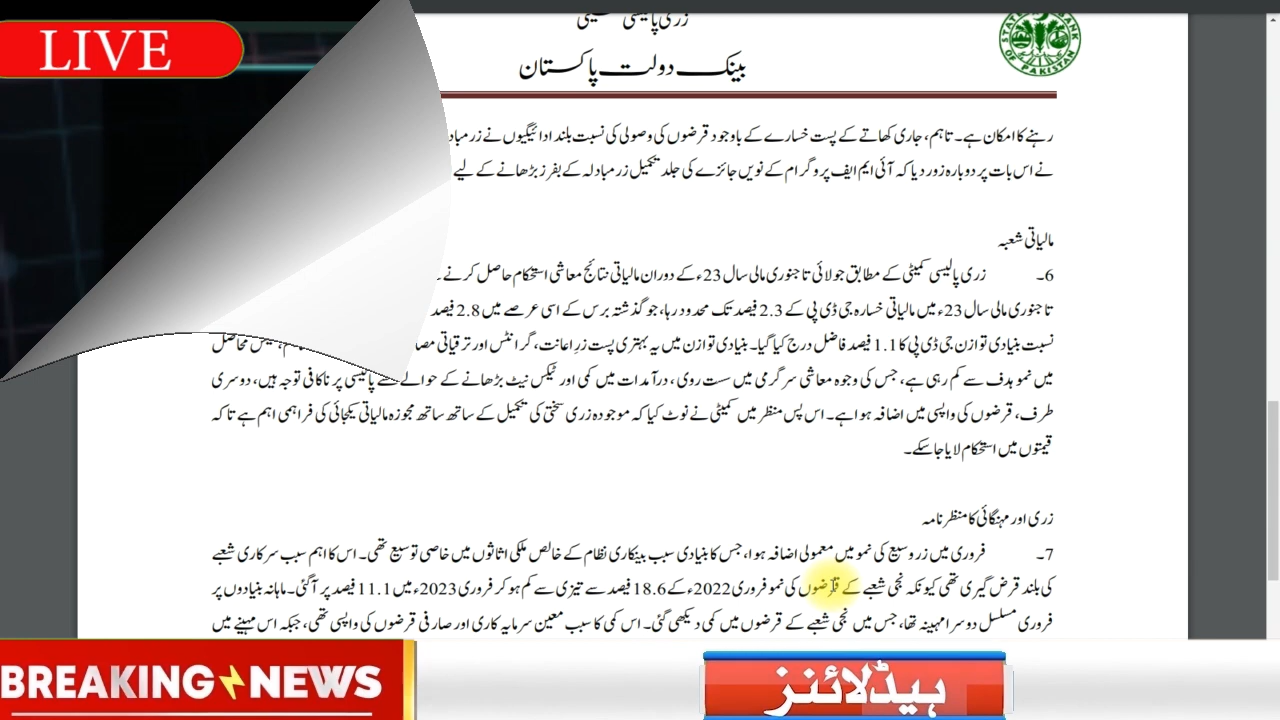 LIVE
زری پالیسی کمیٹی
بینک دولت پاکستان
STATE BANK OF PAKISTAN
رہنے کا امکان ہے۔ تاہم، جاری کھاتے کے پست خسارے کے باوجود قرضوں کی وصولی کی نسبت بلند ادائیگیوں نے زرمباد
نے اس بات پر دوبارہ زور دیا کہ آئی ایم ایف پروگرام کے نویں جائزے کی جلد تکمیل زرمبادلہ کے بفرز بڑھانے کے لیے
مالیاتی شعبہ
6۔ زری پالیسی کمیٹی کے مطابق جولائی تا جنوری مالی سال 23ء کے دوران مالیاتی نتائج معاشی استحکام حاصل کرنے
تا جنوری مالی سال 23ء میں مالیاتی خسارہ جی ڈی پی کے 2.3 فیصد تک محدود رہا، جو گذشتہ برس کے اسی عرصے میں 2.8 فیصد
نسبت بنیادی توازن جی ڈی پی کا 1.1 فیصد فاضل درج کیا گیا۔ بنیادی توازن میں یہ بہتری پست زرِ اعانت، گرانٹس اور ترقیاتی مصا ٹیکس محاصل
میں نمو ہدف سے کم رہی ہے، جس کی وجوہ معاشی سرگرمی میں سست روی، درآمدات میں کمی اور ٹیکس نیٹ بڑھانے کے حوالے سے پالیسی پر ناکافی توجہ ہیں، دوسری
طرف، قرضوں کی واپسی میں اضافہ ہوا ہے۔ اس پس منظر میں کمیٹی نے نوٹ کیا کہ موجودہ زری سختی کی تکمیل کے ساتھ ساتھ مجوزہ مالیاتی یکجائی کی فراہمی اہم ہے تاکہ
قیمتوں میں استحکام لایا جاسکے۔
زری اور مہنگائی کا منظرنامہ
7۔ فروری میں زرِ وسیع کی نمو میں معمولی اضافہ ہوا، جس کا بنیادی سبب بینکاری نظام کے خالص ملکی اثاثوں میں خاصی توسیع تھی۔ اس کا اہم سبب سرکاری شعبے
کی بلند قرض گیری تھی کیونکہ نجی شعبے کے قرضوں کی نمو فروری 2022ء کے 18.6 فیصد سے تیزی سے کم ہو کر فروری 2023ء میں 11.1 فیصد پر آگئی۔ ماہانہ بنیادوں پر
فروری مسلسل دوسرا مہینہ تھا، جس میں نجی شعبے کے قرضوں میں کمی دیکھی گئی۔ اس کمی کا سبب معین سرمایہ کاری اور صارفی قرضوں کی واپسی تھی، جبکہ اس مہینے میں
BREAKING NEWS
ہیڈلائنز